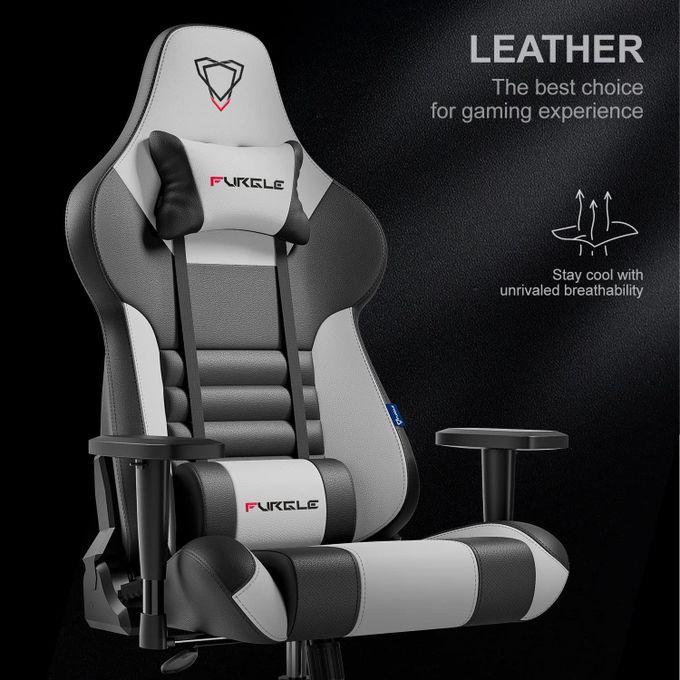 LEATHER
The best choice
for gaming experience
FURGLE
Stay cool with
unrivaled breathability
FURGLE